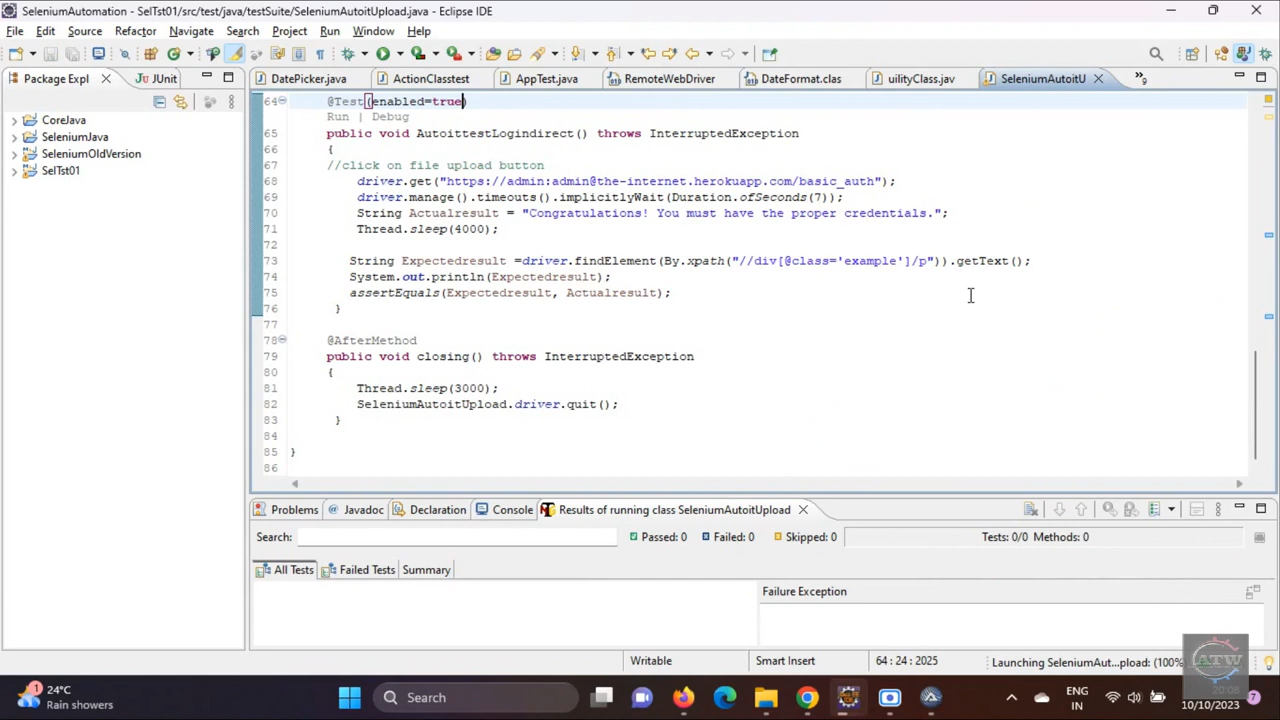 SeleniumAutomation - SelTst01/src/test/java/testSuite/SeleniumAutoitUpload.java - Eclipse IDE
File Edit Source Refactor Navigate Search Project Run Window Help
Package Expl JUnit
DatePicker.java ActionClasstest AppTest.java RemoteWebDriver DateFormat.clas uilityClass.jav SeleniumAutoitU 9
CoreJava
SeleniumJava
SeleniumOldVersion
SelTst01
64 @Test(enabled=true)
Run | Debug
65 public void AutoittestLogindirect() throws InterruptedException
66 {
67 //click on file upload button
68 driver.get("https://admin:admin@the-internet.herokuapp.com/basic_auth");
69 driver.manage().timeouts().implicitlyWait(Duration.ofSeconds(7));
70 String Actualresult = "Congratulations! You must have the proper credentials.";
71 Thread.sleep(4000);
72
73 String Expectedresult =driver.findElement(By.xpath("//div[@class='example']/p")).getText();
74 System.out.println(Expectedresult);
75 assertEquals(Expectedresult, Actualresult);
76 }
77
78 @AfterMethod
79 public void closing() throws InterruptedException
80 {
81 Thread.sleep(3000);
82 SeleniumAutoitUpload.driver.quit();
83 }
84
85 }
86
Problems Javadoc Declaration Console Results of running class SeleniumAutoitUpload
Search: Passed: 0 Failed: 0 Skipped: 0 Tests: 0/0 Methods: 0
All Tests Failed Tests Summary
Failure Exception
Writable Smart Insert 64 : 24 : 2025 Launching SeleniumAut...pload: (100%)
ATW
1 24°C
Rain showers
Search
ENG
IN
20:08
10/10/2023
7